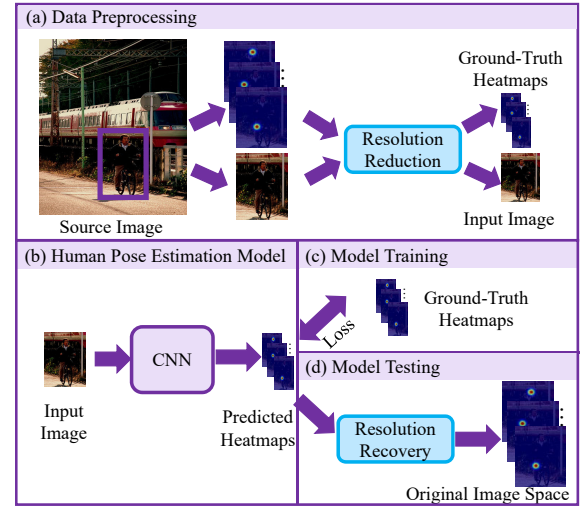 (a) Data Preprocessing
Ground-Truth
Heatmaps
Resolution
Reduction
Source Image
Input Image
(b) Human Pose Estimation Model
CNN
Input
Image
Predicted
Heatmaps
(c) Model Training
Loss
Ground-Truth
Heatmaps
(d) Model Testing
Resolution
Recovery
Original Image Space